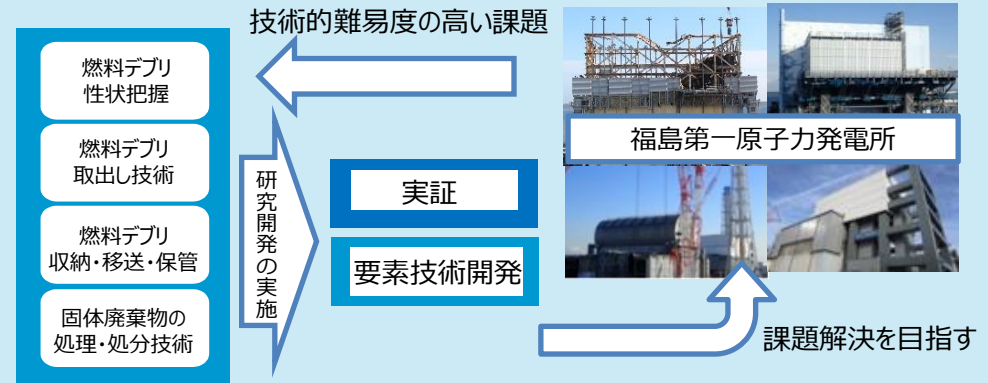 技術的難易度の高い課題
燃料デブリ
性状把握
燃料デブリ
取出し技術
燃料デブリ
収納・移送・保管
固体廃棄物の
処理・処分技術
研究開発の実施
実証
要素技術開発
福島第一原子力発電所
課題解決を目指す